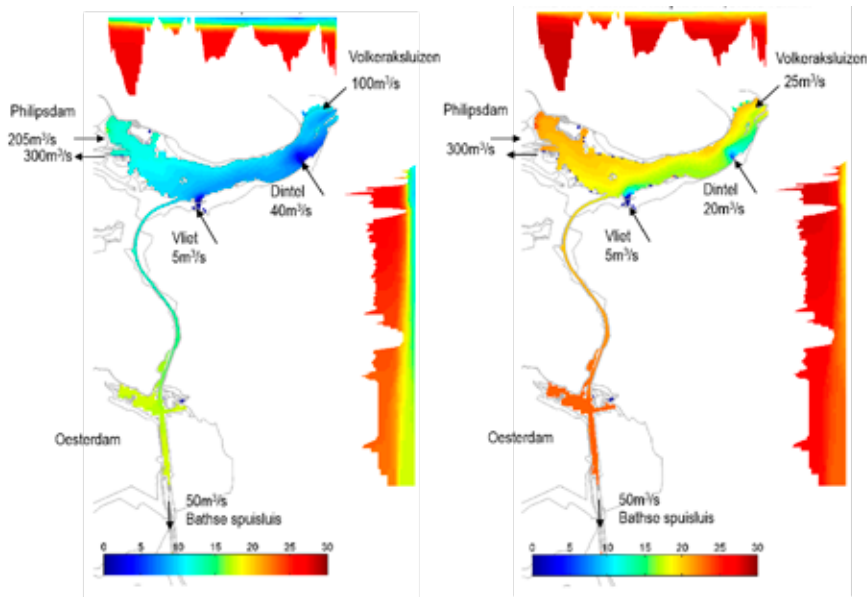 Volkeraksluizen
100m³/s
Philipsdam
205m³/s
300m³/s
Dintel
40m³/s
Vliet
5m³/s
Oesterdam
50m³/s
Bathse spuisluis
0 5 10 15 20 25 30
Volkeraksluizen
25m³/s
Philipsdam
300m³/s
Dintel
20m³/s
Vliet
5m³/s
Oesterdam
50m³/s
Bathse spuisluis
0 5 10 15 20 25 30